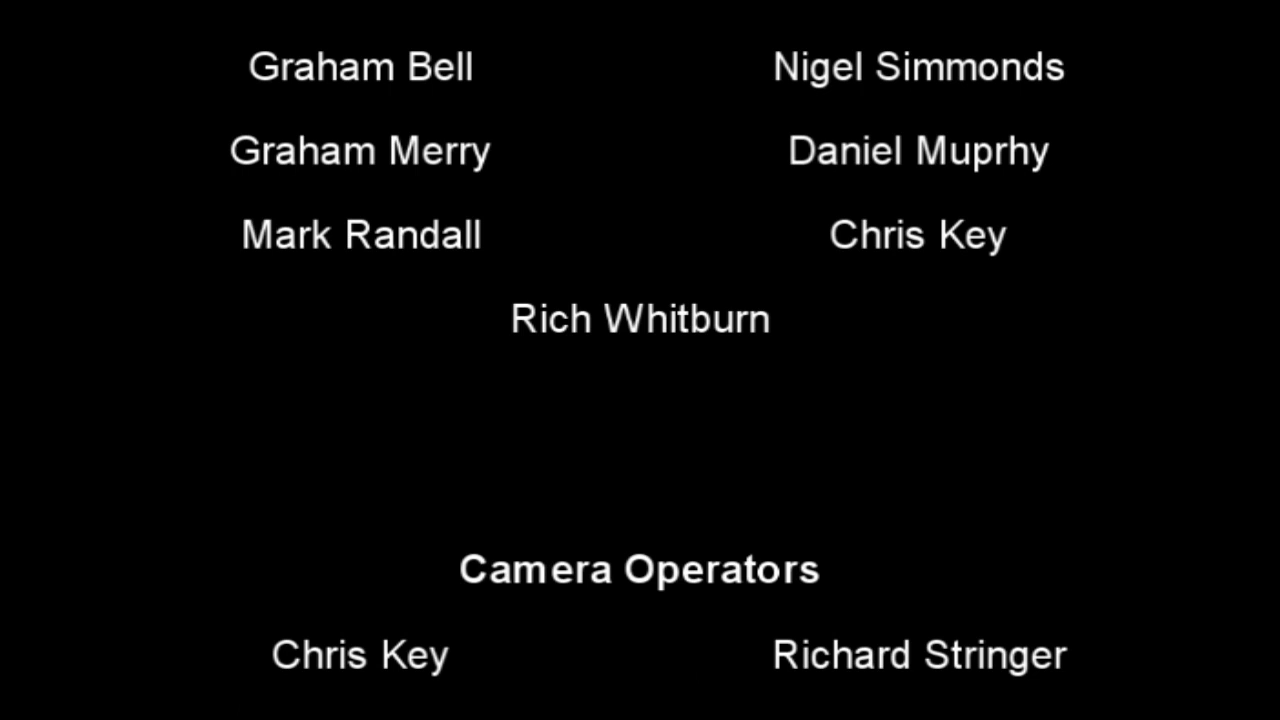 Graham Bell Nigel Simmonds
Graham Merry Daniel Muprhy
Mark Randall Chris Key
Rich Whitburn
Camera Operators
Chris Key Richard Stringer